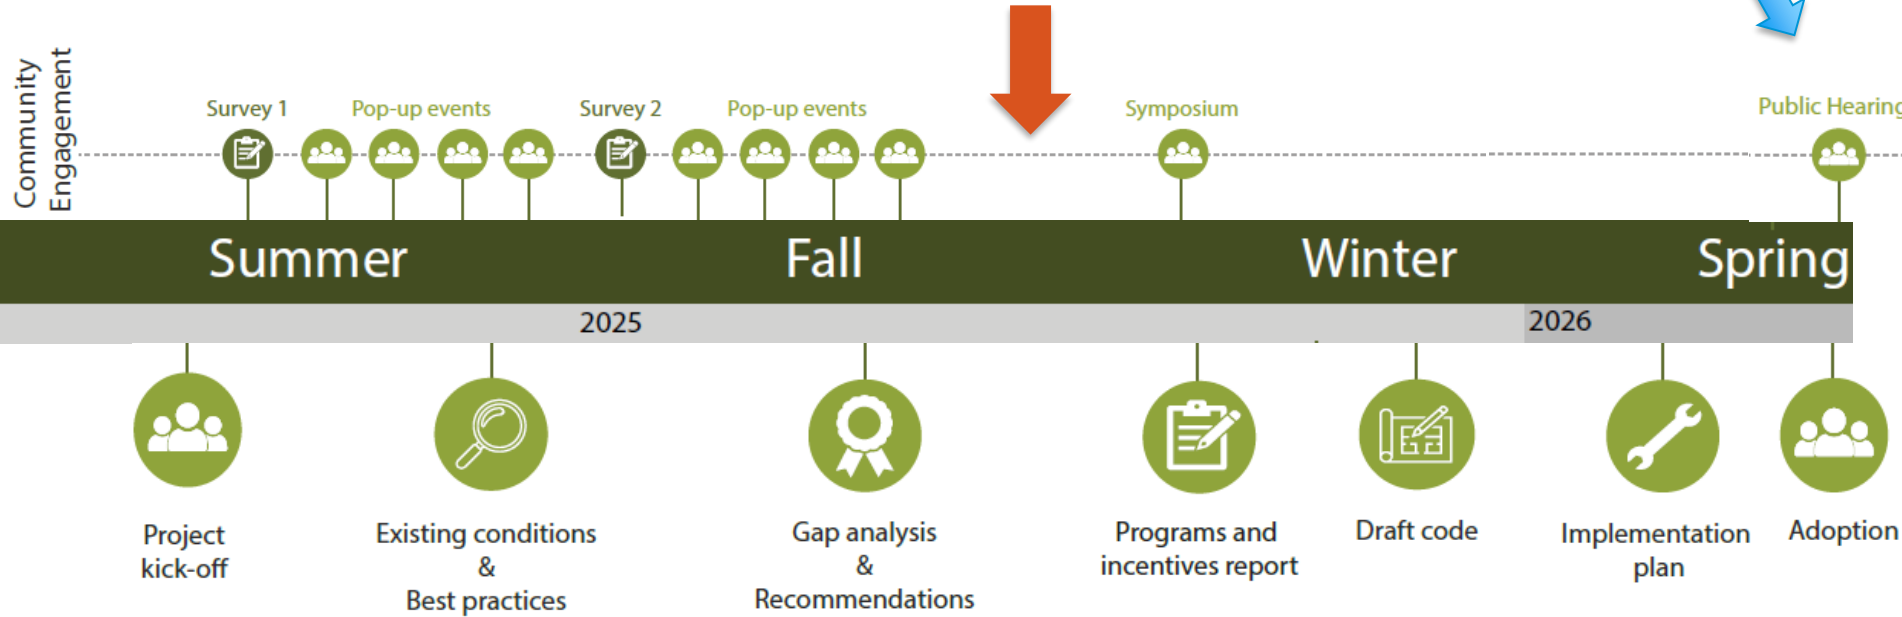 Community
Engagement
Survey 1
Pop-up events
Survey 2
Pop-up events
Symposium
Public Hearing
Summer
Fall
Winter
Spring
2025
2026
Project
kick-off
Existing conditions
&
Best practices
Gap analysis
&
Recommendations
Programs and
incentives report
Draft code
Implementation
plan
Adoption